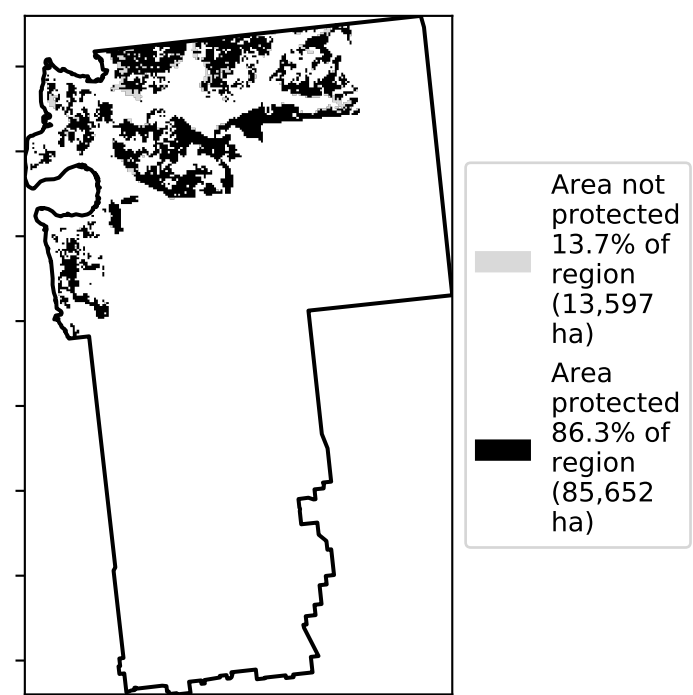 Area not
protected
13.7% of
region
(13,597
ha)
Area
protected
86.3% of
region
(85,652
ha)